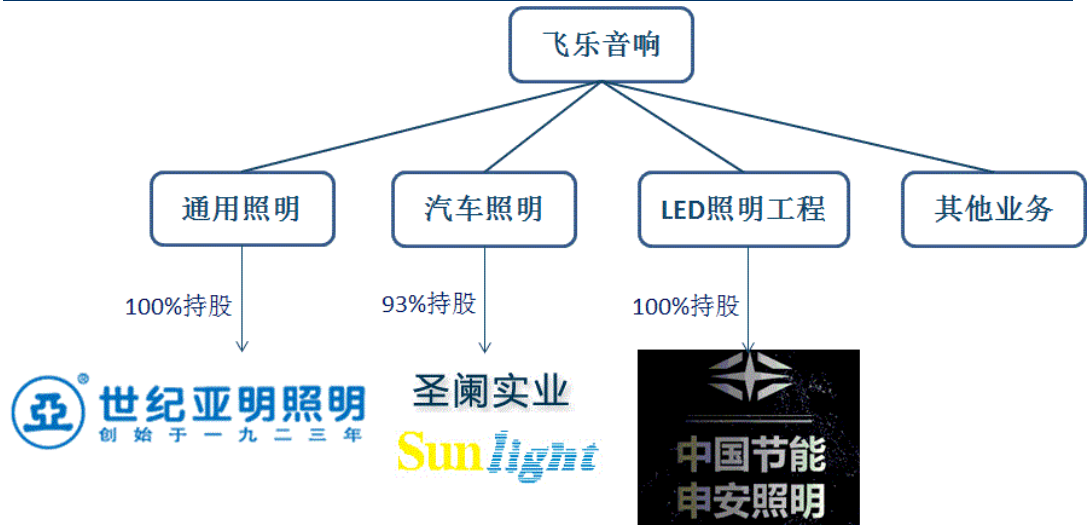 飞乐音响
通用照明
汽车照明
LED照明工程
其他业务
100%持股
93%持股
100%持股
亞®
世纪亚明照明
创始于一九二三年
圣阑实业
Sunlight
中国节能
申安照明